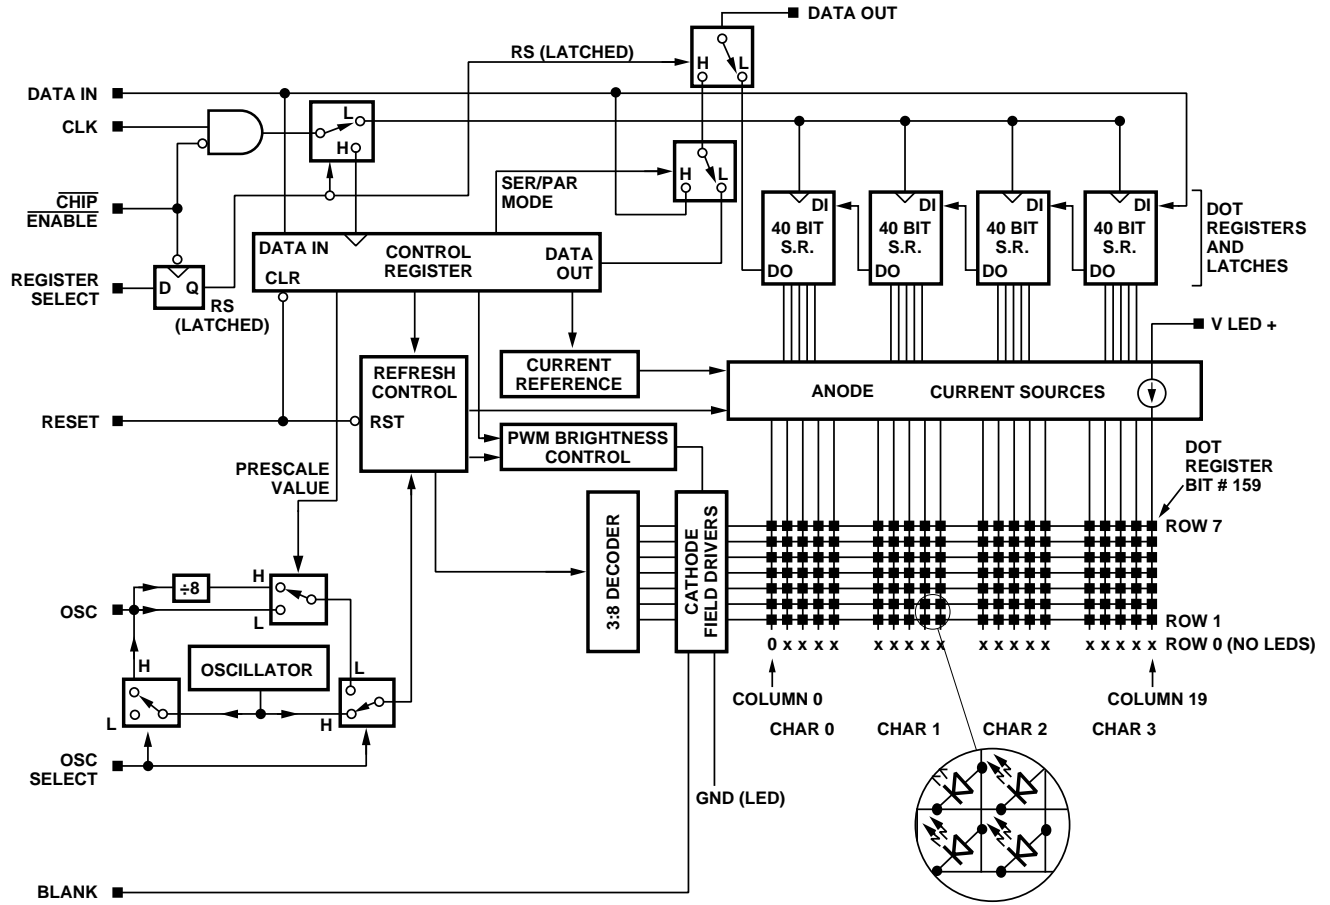 DATA OUT
RS (LATCHED)
H
L
DATA IN
CLK
L
H
CHIP
ENABLE
SER/PAR
MODE
H
L
DI
DI
DI
DI
40 BIT
S.R.
40 BIT
S.R.
40 BIT
S.R.
40 BIT
S.R.
DO
DO
DO
DO
DOT
REGISTERS
AND
LATCHES
DATA IN
CONTROL
REGISTER
DATA
OUT
CLR
REGISTER
SELECT
D Q
RS
(LATCHED)
V LED +
REFRESH
CONTROL
RST
CURRENT
REFERENCE
ANODE CURRENT SOURCES
RESET
PWM BRIGHTNESS
CONTROL
PRESCALE
VALUE
DOT
REGISTER
BIT # 159
3:8 DECODER
CATHODE
FIELD DRIVERS
ROW 7
ROW 1
0 x x x x x x x x x x x x x x x x x x x ROW 0 (NO LEDS)
COLUMN 0
COLUMN 19
CHAR 0
CHAR 1
CHAR 2
CHAR 3
÷8
H
L
OSC
OSCILLATOR
H
L
L
H
OSC
SELECT
GND (LED)
BLANK